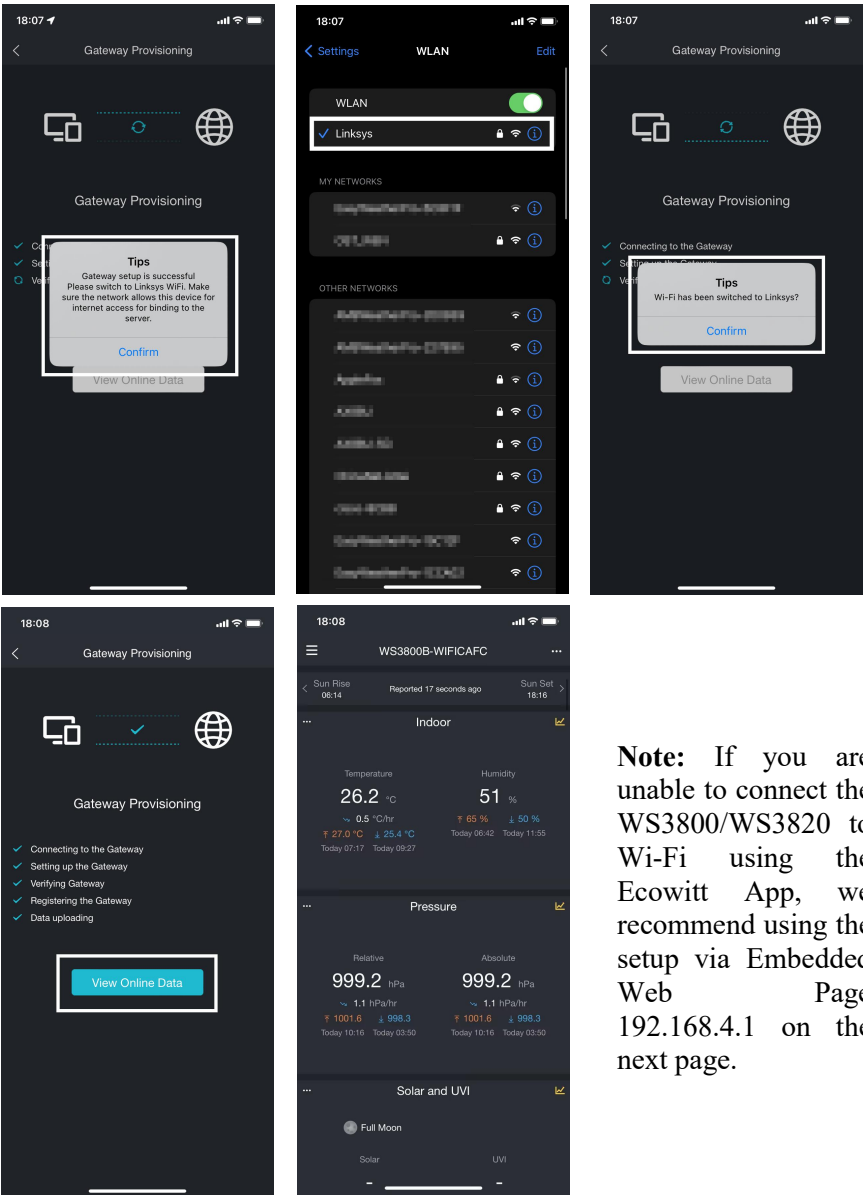 18:07
Gateway Provisioning
Gateway Provisioning
Tips
Gateway setup is successful
Please switch to Linksys WiFi. Make
sure the network allows this device for
internet access for binding to the
server.
Confirm
View Online Data
18:07
Settings
WLAN
Edit
WLAN
Linksys
MY NETWORKS
OTHER NETWORKS
18:07
Gateway Provisioning
Gateway Provisioning
Connecting to the Gateway
Setting up the Gateway
Tips
Wi-Fi has been switched to Linksys?
Confirm
View Online Data
18:08
Gateway Provisioning
Gateway Provisioning
Connecting to the Gateway
Setting up the Gateway
Verifying Gateway
Registering the Gateway
Data uploading
View Online Data
18:08
WS3800B-WIFICAFC
Sun Rise
06:14
Reported 17 seconds ago
Sun Set
18:16
Indoor
Temperature
Humidity
26.2 °C
51 %
0.5 °C/hr
65 % 50 %
27.0 °C 25.4 °C
Today 06:42 Today 11:55
Today 07:17 Today 09:27
Pressure
Relative
Absolute
999.2 hPa
999.2 hPa
1.1 hPa/hr
1.1 hPa/hr
1001.6 998.3
1001.6 998.3
Today 10:16 Today 03:50
Today 10:16 Today 03:50
Solar and UVI
Full Moon
Solar
UVI
-
-
Note: If you are
unable to connect the
WS3800/WS3820 to
Wi-Fi using the
Ecowitt App, we
recommend using the
setup via Embedded
Web Page
192.168.4.1 on the
next page.